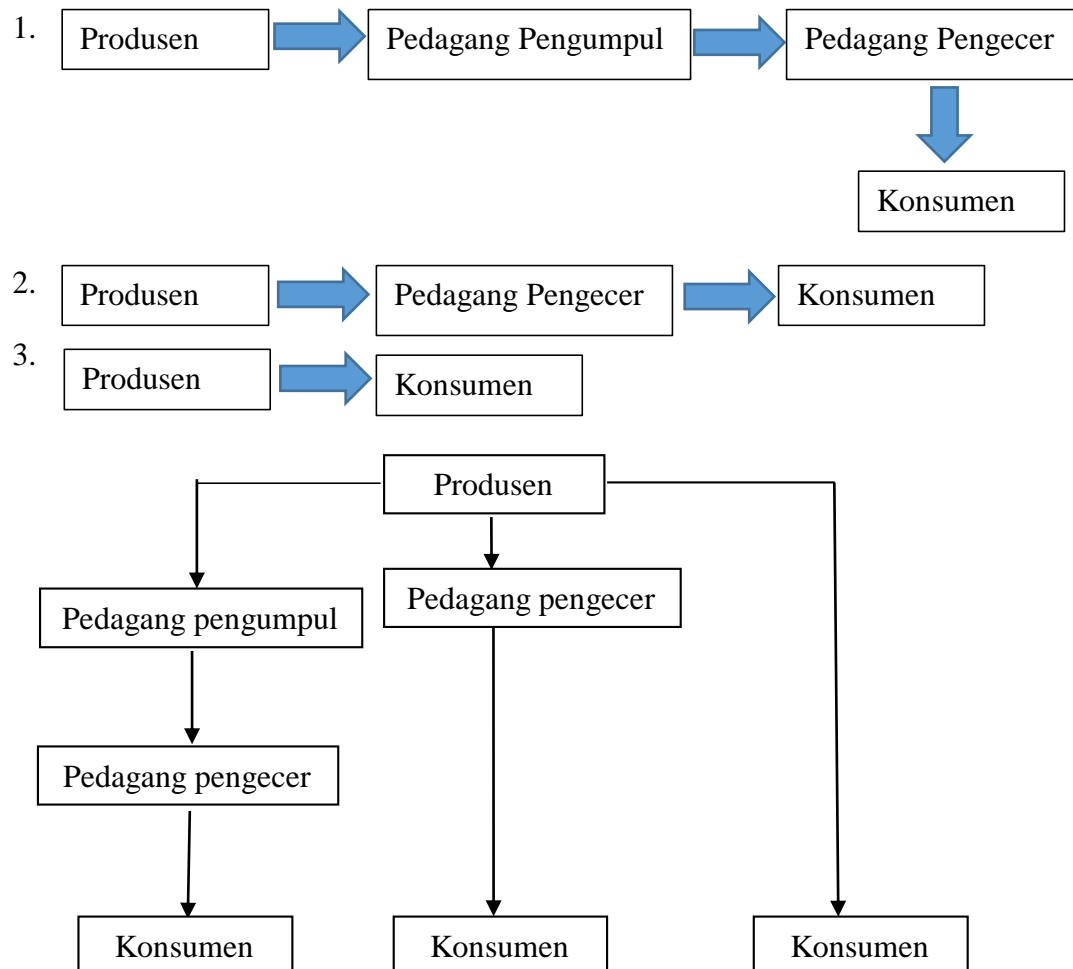 1. Produsen Pedagang Pengumpul Pedagang Pengecer
Konsumen
2. Produsen Pedagang Pengecer Konsumen
3. Produsen Konsumen
Produsen
Pedagang pengumpul Pedagang pengecer
Pedagang pengecer
Konsumen Konsumen Konsumen